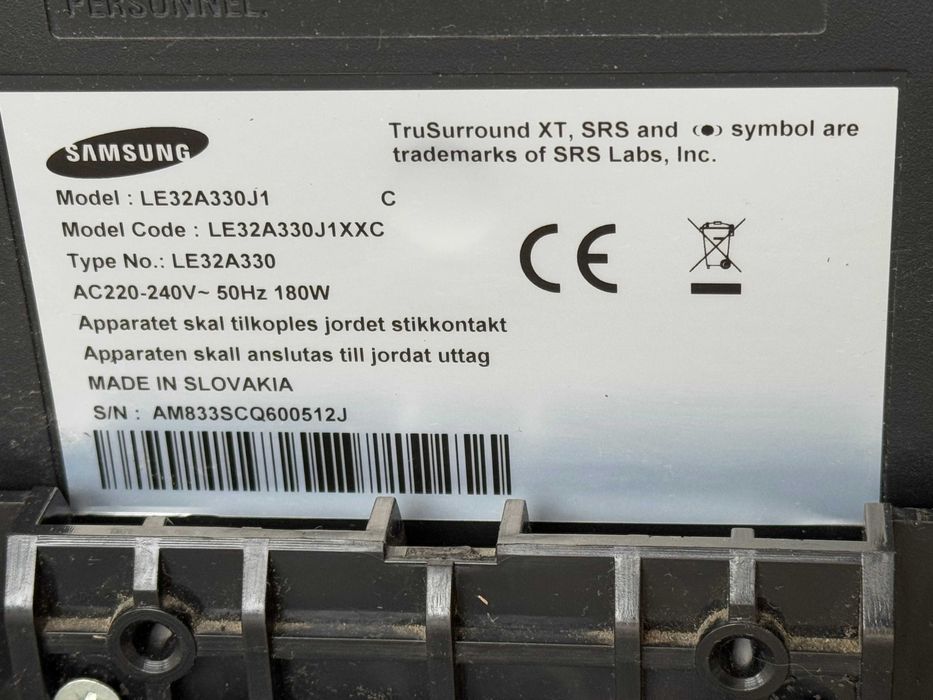 PERSONNEL.
SAMSUNG
TruSurround XT, SRS and (●) symbol are
trademarks of SRS Labs, Inc.
Model : LE32A330J1 C
Model Code : LE32A330J1XXC
Type No.: LE32A330
AC220-240V~ 50Hz 180W
Apparatet skal tilkoples jordet stikkontakt
Apparaten skall anslutas till jordat uttag
MADE IN SLOVAKIA
S/N : AM833SCQ600512J
CE